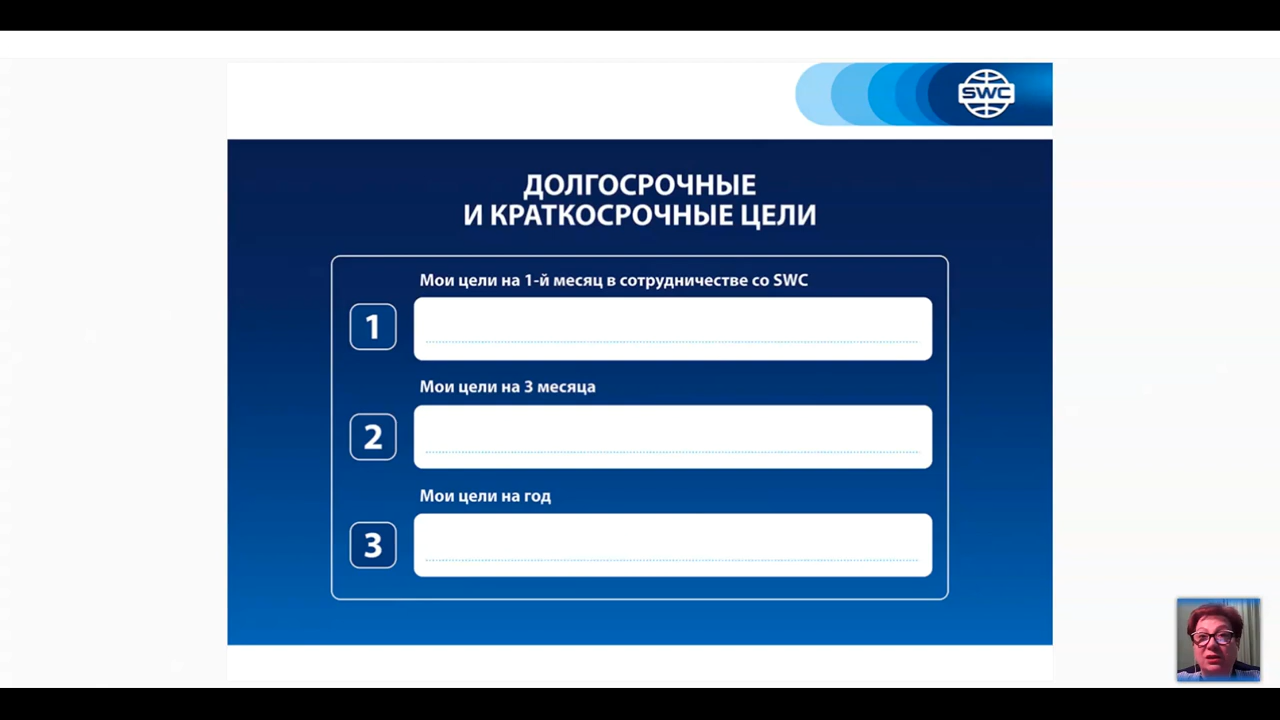 SWC
ДОЛГОСРОЧНЫЕ
И КРАТКОСРОЧНЫЕ ЦЕЛИ
Мои цели на 1-й месяц в сотрудничестве со SWC
1
Мои цели на 3 месяца
2
Мои цели на год
3